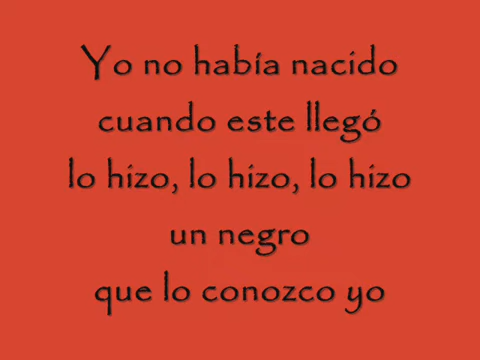 Yo no había nacido
cuando este llegó
lo hizo, lo hizo, lo hizo
un negro
que lo conozco yo